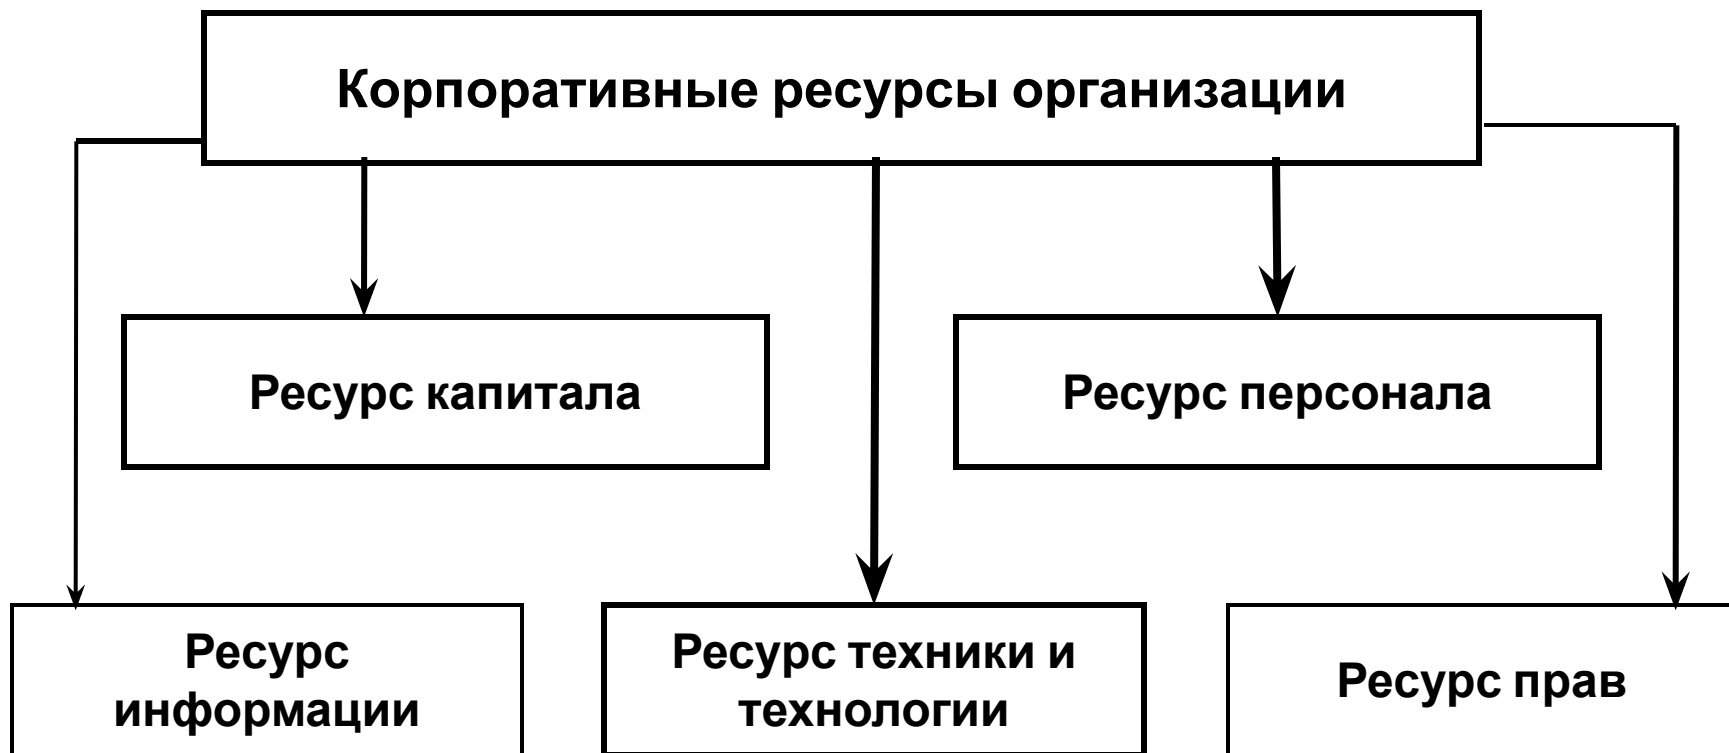 Корпоративные ресурсы организации
Ресурс капитала
Ресурс персонала
Ресурс
информации
Ресурс техники и
технологии
Ресурс прав